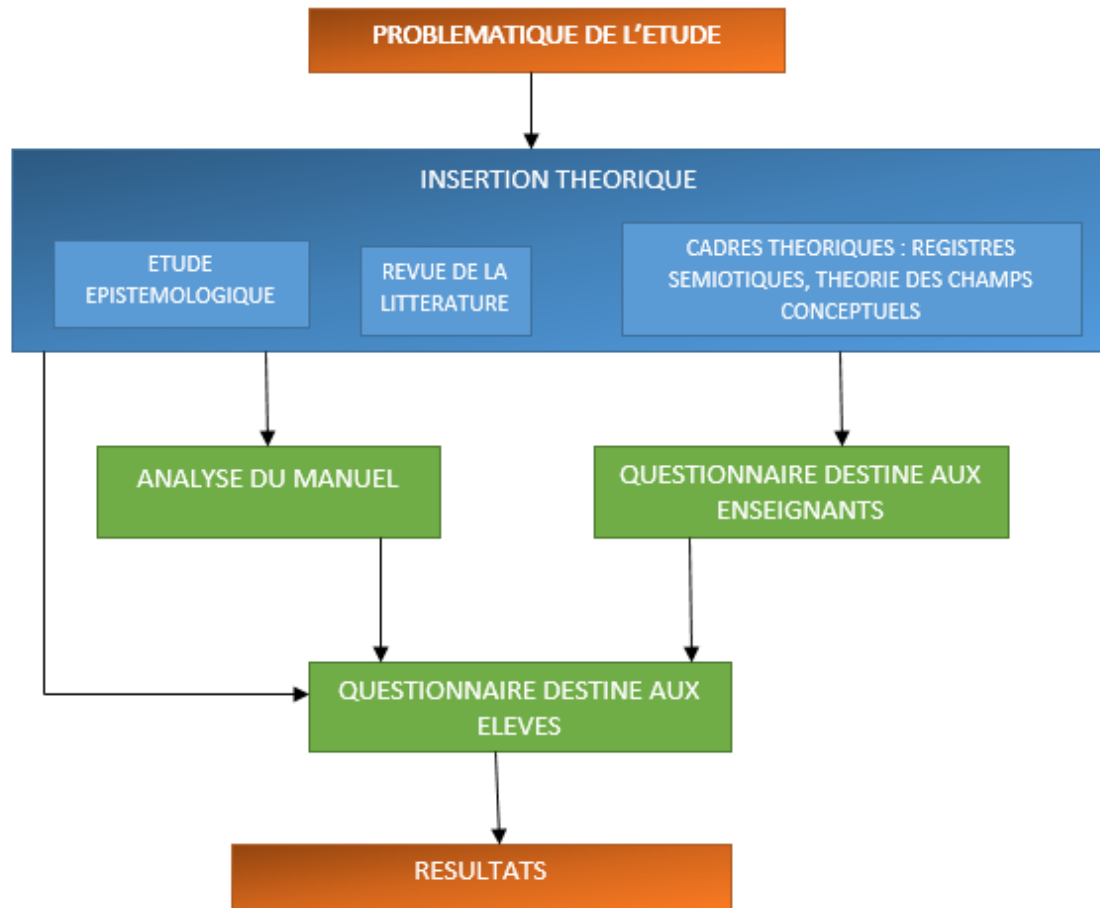 PROBLEMATIQUE DE L'ETUDE
INSERTION THEORIQUE
ETUDE
EPISTEMOLOGIQUE
REVUE DE LA
LITTERATURE
CADRES THEORIQUES : REGISTRES
SEMIOTIQUES, THEORIE DES CHAMPS
CONCEPTUELS
ANALYSE DU MANUEL
QUESTIONNAIRE DESTINE AUX
ENSEIGNANTS
QUESTIONNAIRE DESTINE AUX
ELEVES
RESULTATS